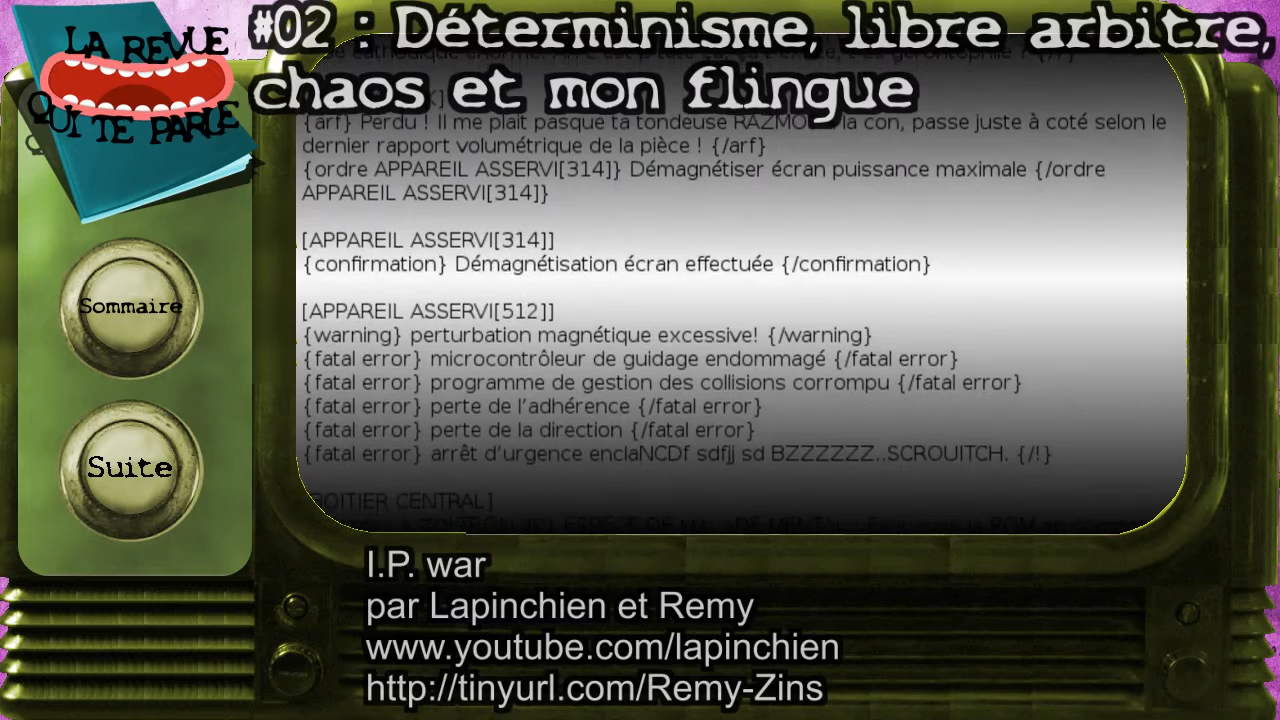 LA REVUE
QUI TE PARLE
#02 : Déterminisme, libre arbitre,
chaos et mon flingue
{arf} Perdu ! Il me plait pasque ta tondeuse la con, passe juste à coté selon le
dernier rapport volumétrique de la pièce ! {/arf}
{ordre APPAREIL ASSERVI[314]} Démagnétiser écran puissance maximale {/ordre
APPAREIL ASSERVI[314]}
[APPAREIL ASSERVI[314]]
{confirmation} Démagnétisation écran effectuée {/confirmation}
[APPAREIL ASSERVI[512]]
{warning} perturbation magnétique excessive! {/warning}
{fatal error} microcontrôleur de guidage endommagé {/fatal error}
{fatal error} programme de gestion des collisions corrompu {/fatal error}
{fatal error} perte de l'adhérence {/fatal error}
{fatal error} perte de la direction {/fatal error}
{fatal error} arrêt d'urgence enclaNCDf sdfjj sd BZZZZZZ..SCROUITCH. {/!}
BOITIER CENTRAL]
Sommaire
Suite
I.P. war
par Lapinchien et Remy
www.youtube.com/lapinchien
http://tinyurl.com/Remy-Zins